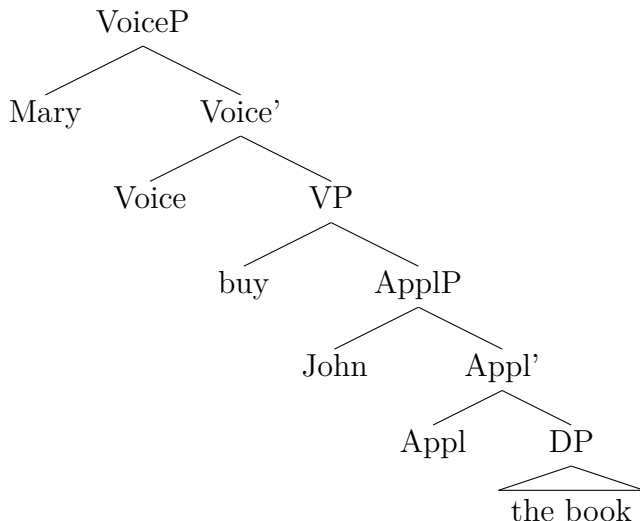 VoiceP
Mary Voice'
Voice VP
buy ApplP
John Appl'
Appl DP
the book